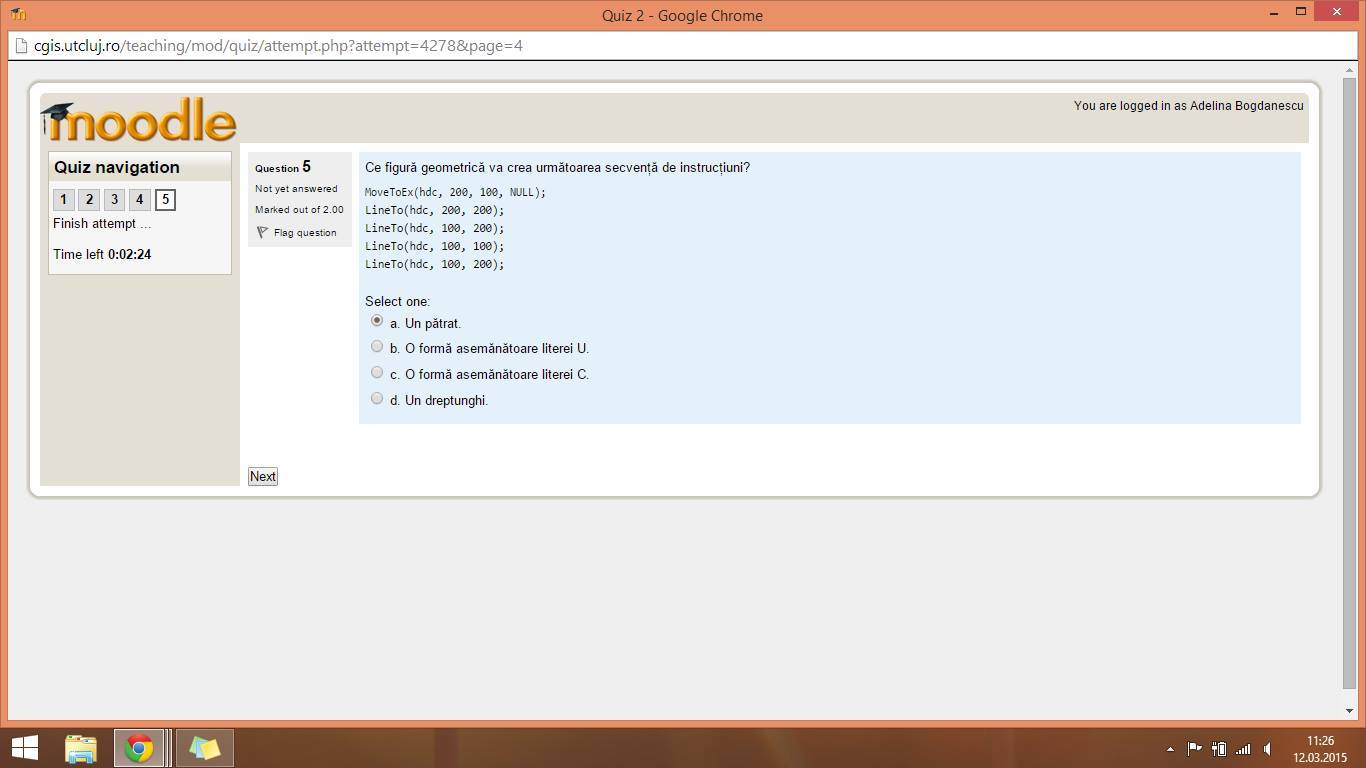 Quiz 2 - Google Chrome
cgis.utcluj.ro/teaching/mod/quiz/attempt.php?attempt=4278&page=4
moodle
You are logged in as Adelina Bogdanescu
Quiz navigation
1 2 3 4 5
Finish attempt ...
Time left 0:02:24
Question 5
Not yet answered
Marked out of 2.00
Flag question
Ce figură geometrică va crea următoarea secvență de instrucțiuni?
MoveToEx(hdc, 200, 100, NULL);
LineTo(hdc, 200, 200);
LineTo(hdc, 100, 200);
LineTo(hdc, 100, 100);
LineTo(hdc, 100, 200);
Select one:
a. Un pătrat.
b. O formă asemănătoare literei U.
c. O formă asemănătoare literei C.
d. Un dreptunghi.
Next
11:26
12.03.2015